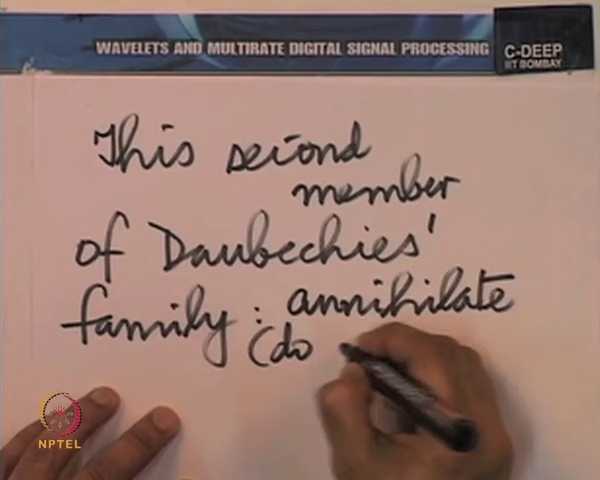 WAVELETS AND MULTIRATE DIGITAL SIGNAL PROCESSING
C-DEEP
IIT BOMBAY
This second
member
of Daubechies'
family : annihilate
(do
NPTEL